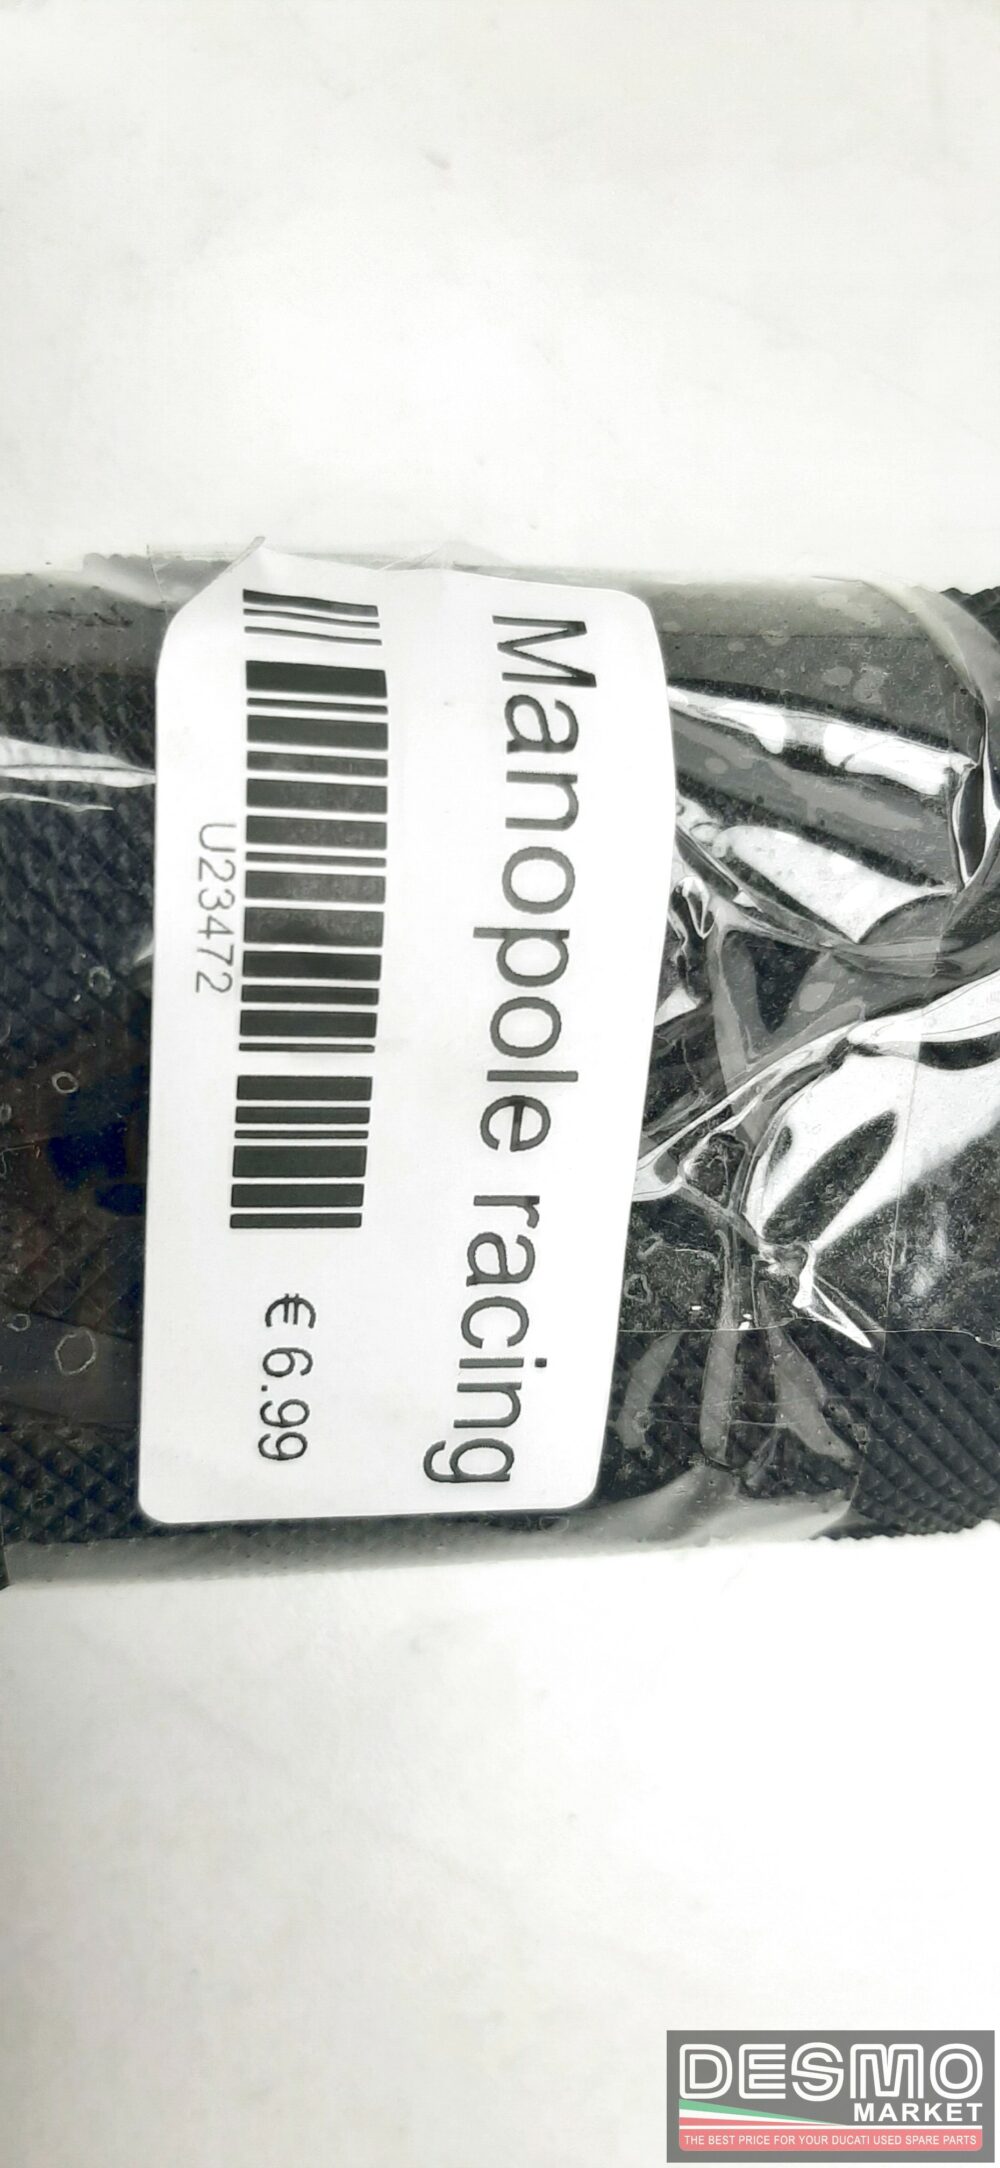 Manopole racing
€ 6.99
U23472
DESMO
MARKET
THE BEST PRICE FOR YOUR DUCATI USED SPARE PARTS